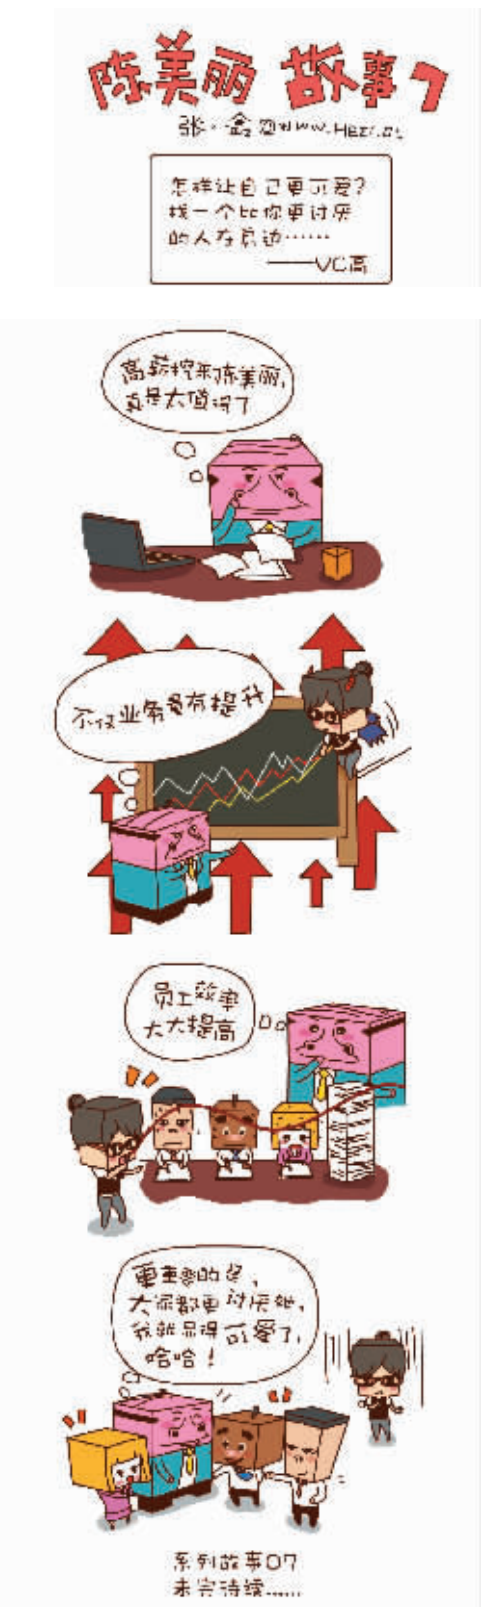 陈美丽 故事7
张·鑫@www.Hezi.cc
怎样让自己更可爱?
找一个比你更讨厌
的人在身边……
——VC高
高薪挖来陈美丽,
真是太值得了
不仅业务量有提升
员工效率
大大提高
更重要的是,
大家都更讨厌她,
我就显得可爱了,
哈哈!
系列故事07
未完待续……